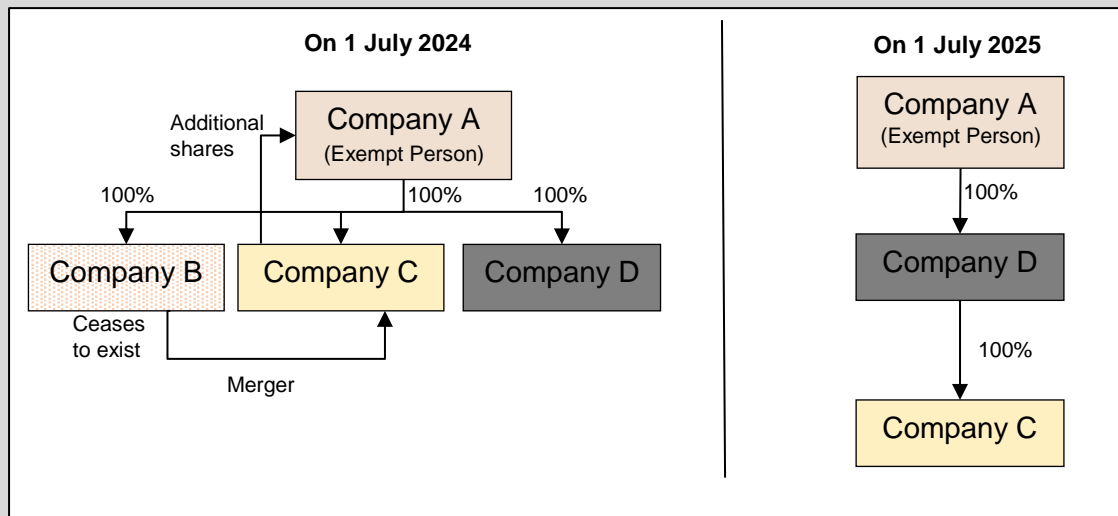 On 1 July 2024
Company A
(Exempt Person)
Additional
shares
100%
100%
100%
Company B
Company C
Company D
Ceases
to exist
Merger
On 1 July 2025
Company A
(Exempt Person)
100%
Company D
100%
Company C